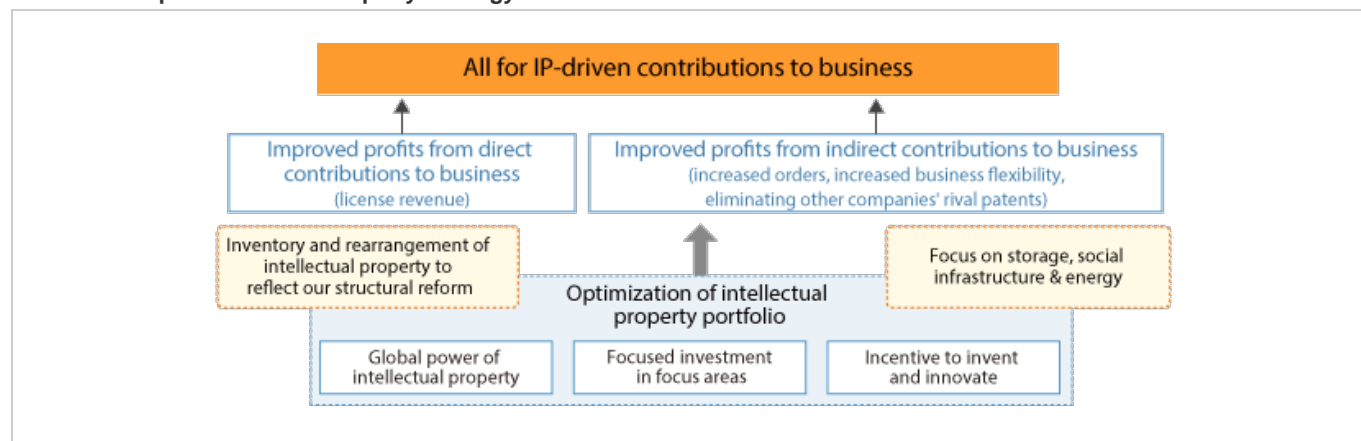 All for IP-driven contributions to business
Improved profits from direct
contributions to business
(license revenue)
Improved profits from indirect contributions to business
(increased orders, increased business flexibility,
eliminating other companies' rival patents)
Inventory and rearrangement of
intellectual property to
reflect our structural reform
Focus on storage, social
infrastructure & energy
Optimization of intellectual
property portfolio
Global power of
intellectual property
Focused investment
in focus areas
Incentive to invent
and innovate